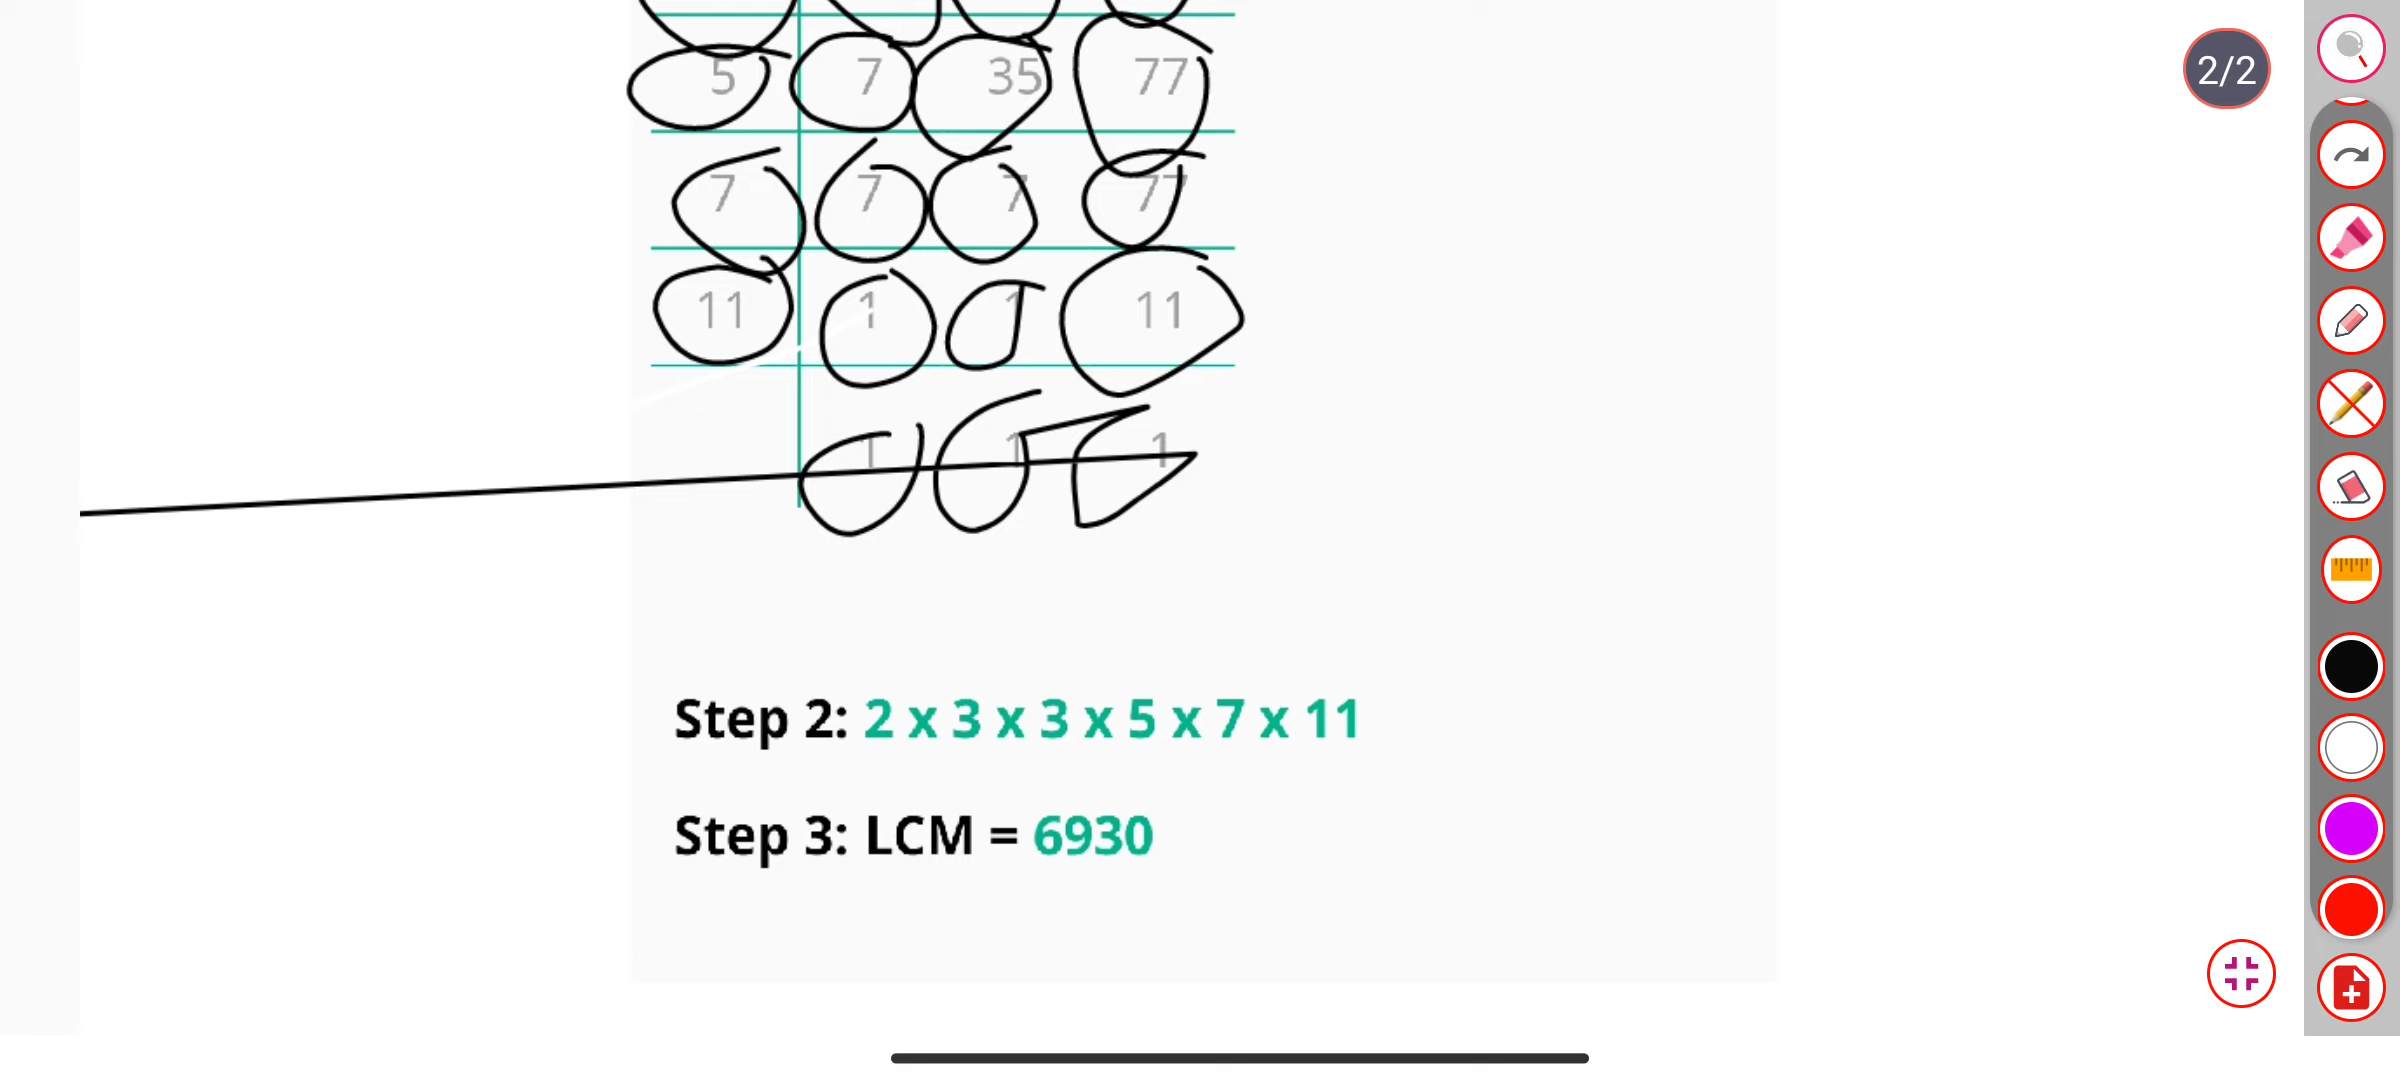 2/2
5 7 35 77
7 7 7 77
11 1 1 11
1 1 1
Step 2: 2 x 3 x 3 x 5 x 7 x 11
Step 3: LCM = 6930